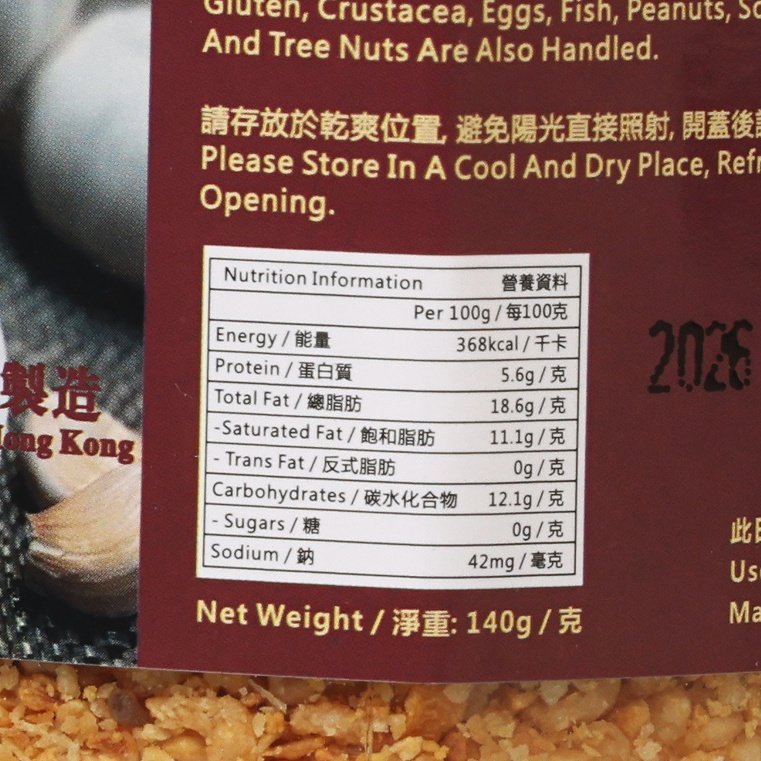 Gluten, Crustacea, Eggs, Fish, Peanuts,
And Tree Nuts Are Also Handled.
請存放於乾爽位置, 避免陽光直接照射, 開蓋後
Please Store In A Cool And Dry Place,
Opening.
Nutrition Information 營養資料
Per 100g / 每100克
Energy / 能量 368kcal / 千卡
Protein / 蛋白質 5.6g / 克
Total Fat / 總脂肪 18.6g / 克
-Saturated Fat / 飽和脂肪 11.1g / 克
- Trans Fat / 反式脂肪 0g / 克
Carbohydrates / 碳水化合物 12.1g / 克
- Sugars / 糖 0g / 克
Sodium / 鈉 42mg / 毫克
Net Weight / 淨重: 140g / 克
製造
Hong Kong
2026
此